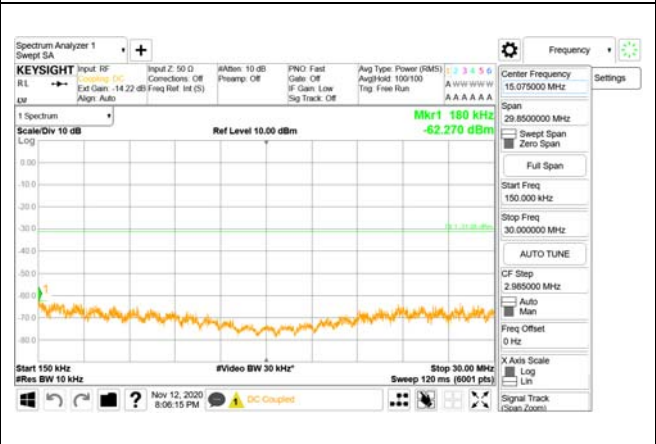 Spectrum Analyzer 1
Swept SA
+
Frequency
KEYSIGHT Input: RF Input Z: 50 Ω #Atten: 10 dB PNO: Fast Avg Type: Power (RMS) 1 2 3 4 5 6
RL Coupling: DC Corrections: Off Preamp: Off Gate: Off Avg|Hold: 100/100 A W W W W W
Ext Gain: -14.22 dB Freq Ref: Int (S) IF Gain: Low Trig: Free Run
Align: Auto Sig Track: Off A A A A A A
1 Spectrum
Mkr1 180 kHz
Scale/Div 10 dB Ref Level 10.00 dBm -62.270 dBm
Log
0.00
-10.0
-20.0
-30.0
-40.0
-50.0
-60.0
-70.0
-80.0
1
Start 150 kHz #Video BW 30 kHz* Stop 30.00 MHz
#Res BW 10 kHz Sweep 120 ms (6001 pts)
? Nov 12, 2020
8:06:15 PM
1 DC Coupled
Center Frequency
15.075000 MHz
Settings
Span
29.8500000 MHz
Swept Span
Zero Span
Full Span
Start Freq
150.000 kHz
Stop Freq
30.000000 MHz
AUTO TUNE
CF Step
2.985000 MHz
Auto
Man
Freq Offset
0 Hz
X Axis Scale
Log
Lin
Signal Track
(Span Zoom)